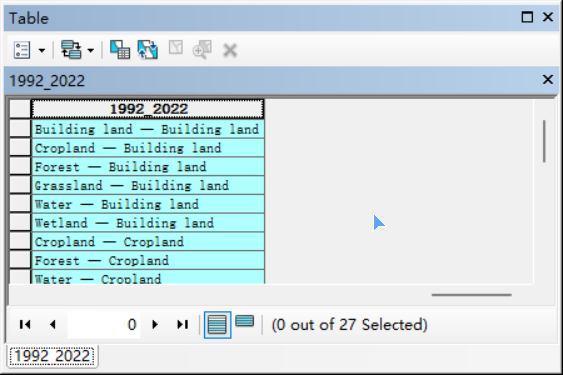 Table
1992_2022
1992_2022
Building land — Building land
Cropland — Building land
Forest — Building land
Grassland — Building land
Water — Building land
Wetland — Building land
Cropland — Cropland
Forest — Cropland
Water — Cropland
0
(0 out of 27 Selected)
1992_2022